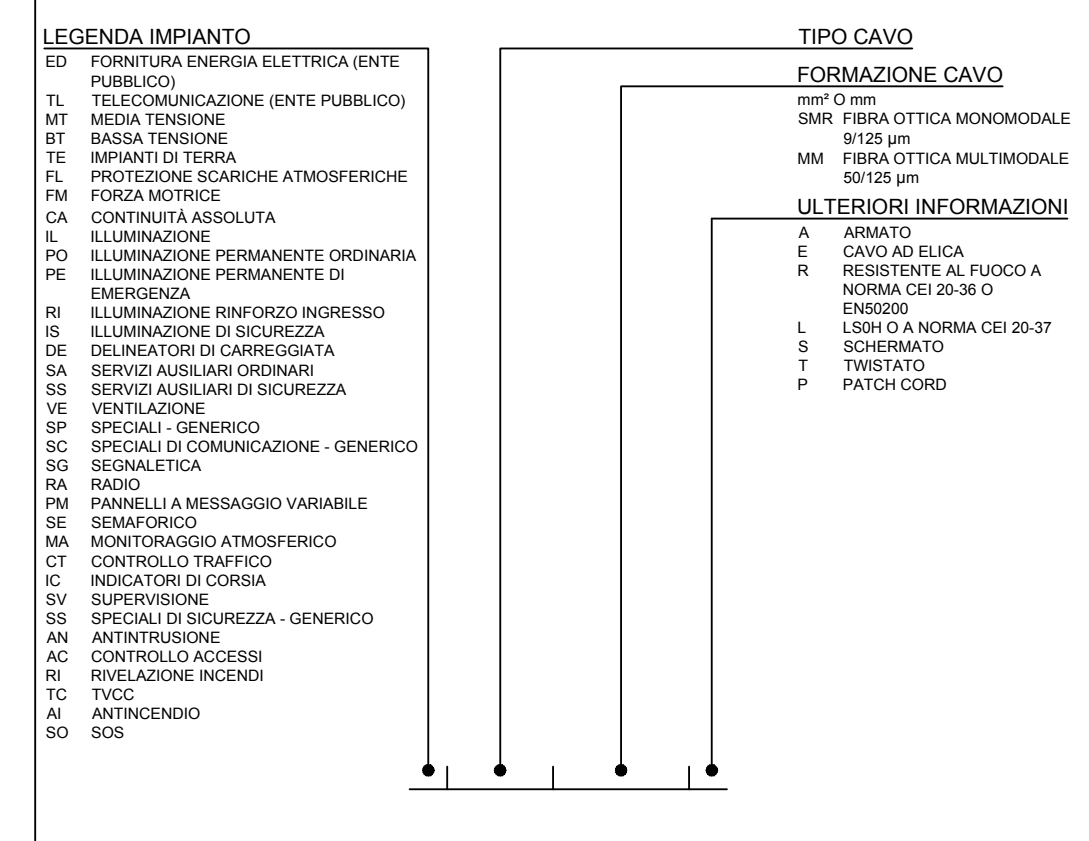 LEGENDA IMPIANTO
ED FORNITURA ENERGIA ELETTRICA (ENTE
PUBBLICO)
TL TELECOMUNICAZIONE (ENTE PUBBLICO)
MT MEDIA TENSIONE
BT BASSA TENSIONE
TE IMPIANTI DI TERRA
FL PROTEZIONE SCARICHE ATMOSFERICHE
FM FORZA MOTRICE
CA CONTINUITÀ ASSOLUTA
IL ILLUMINAZIONE
PO ILLUMINAZIONE PERMANENTE ORDINARIA
PE ILLUMINAZIONE PERMANENTE DI
EMERGENZA
RI ILLUMINAZIONE RINFORZO INGRESSO
IS ILLUMINAZIONE DI SICUREZZA
DE DELINEATORI DI CARREGGIATA
SA SERVIZI AUSILIARI ORDINARI
SS SERVIZI AUSILIARI DI SICUREZZA
VE VENTILAZIONE
SP SPECIALI - GENERICO
SC SPECIALI DI COMUNICAZIONE - GENERICO
SG SEGNALETICA
RA RADIO
PM PANNELLI A MESSAGGIO VARIABILE
SE SEMAFORICO
MA MONITORAGGIO ATMOSFERICO
CT CONTROLLO TRAFFICO
IC INDICATORI DI CORSIA
SV SUPERVISIONE
SS SPECIALI DI SICUREZZA - GENERICO
AN ANTINTRUSIONE
AC CONTROLLO ACCESSI
RI RIVELAZIONE INCENDI
TC TVCC
AI ANTINCENDIO
SO SOS
TIPO CAVO
FORMAZIONE CAVO
mm² O mm
SMR FIBRA OTTICA MONOMODALE
9/125 µm
MM FIBRA OTTICA MULTIMODALE
50/125 µm
ULTERIORI INFORMAZIONI
A ARMATO
E CAVO AD ELICA
R RESISTENTE AL FUOCO A
NORMA CEI 20-36 O
EN50200
L LS0H O A NORMA CEI 20-37
S SCHERMATO
T TWISTATO
P PATCH CORD